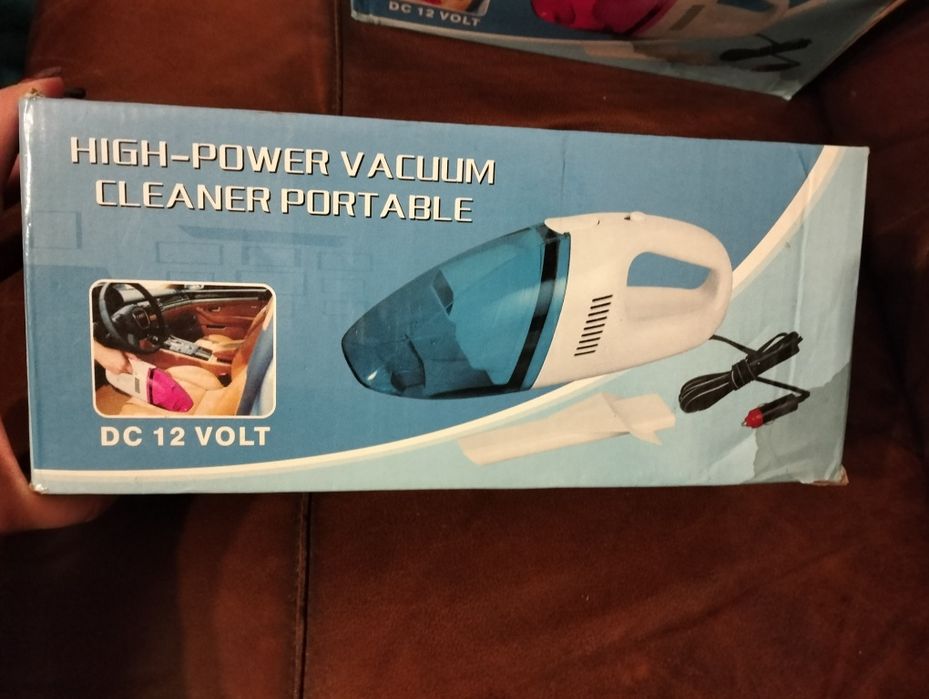 DC 12 VOLT
HIGH-POWER VACUUM
CLEANER PORTABLE
DC 12 VOLT